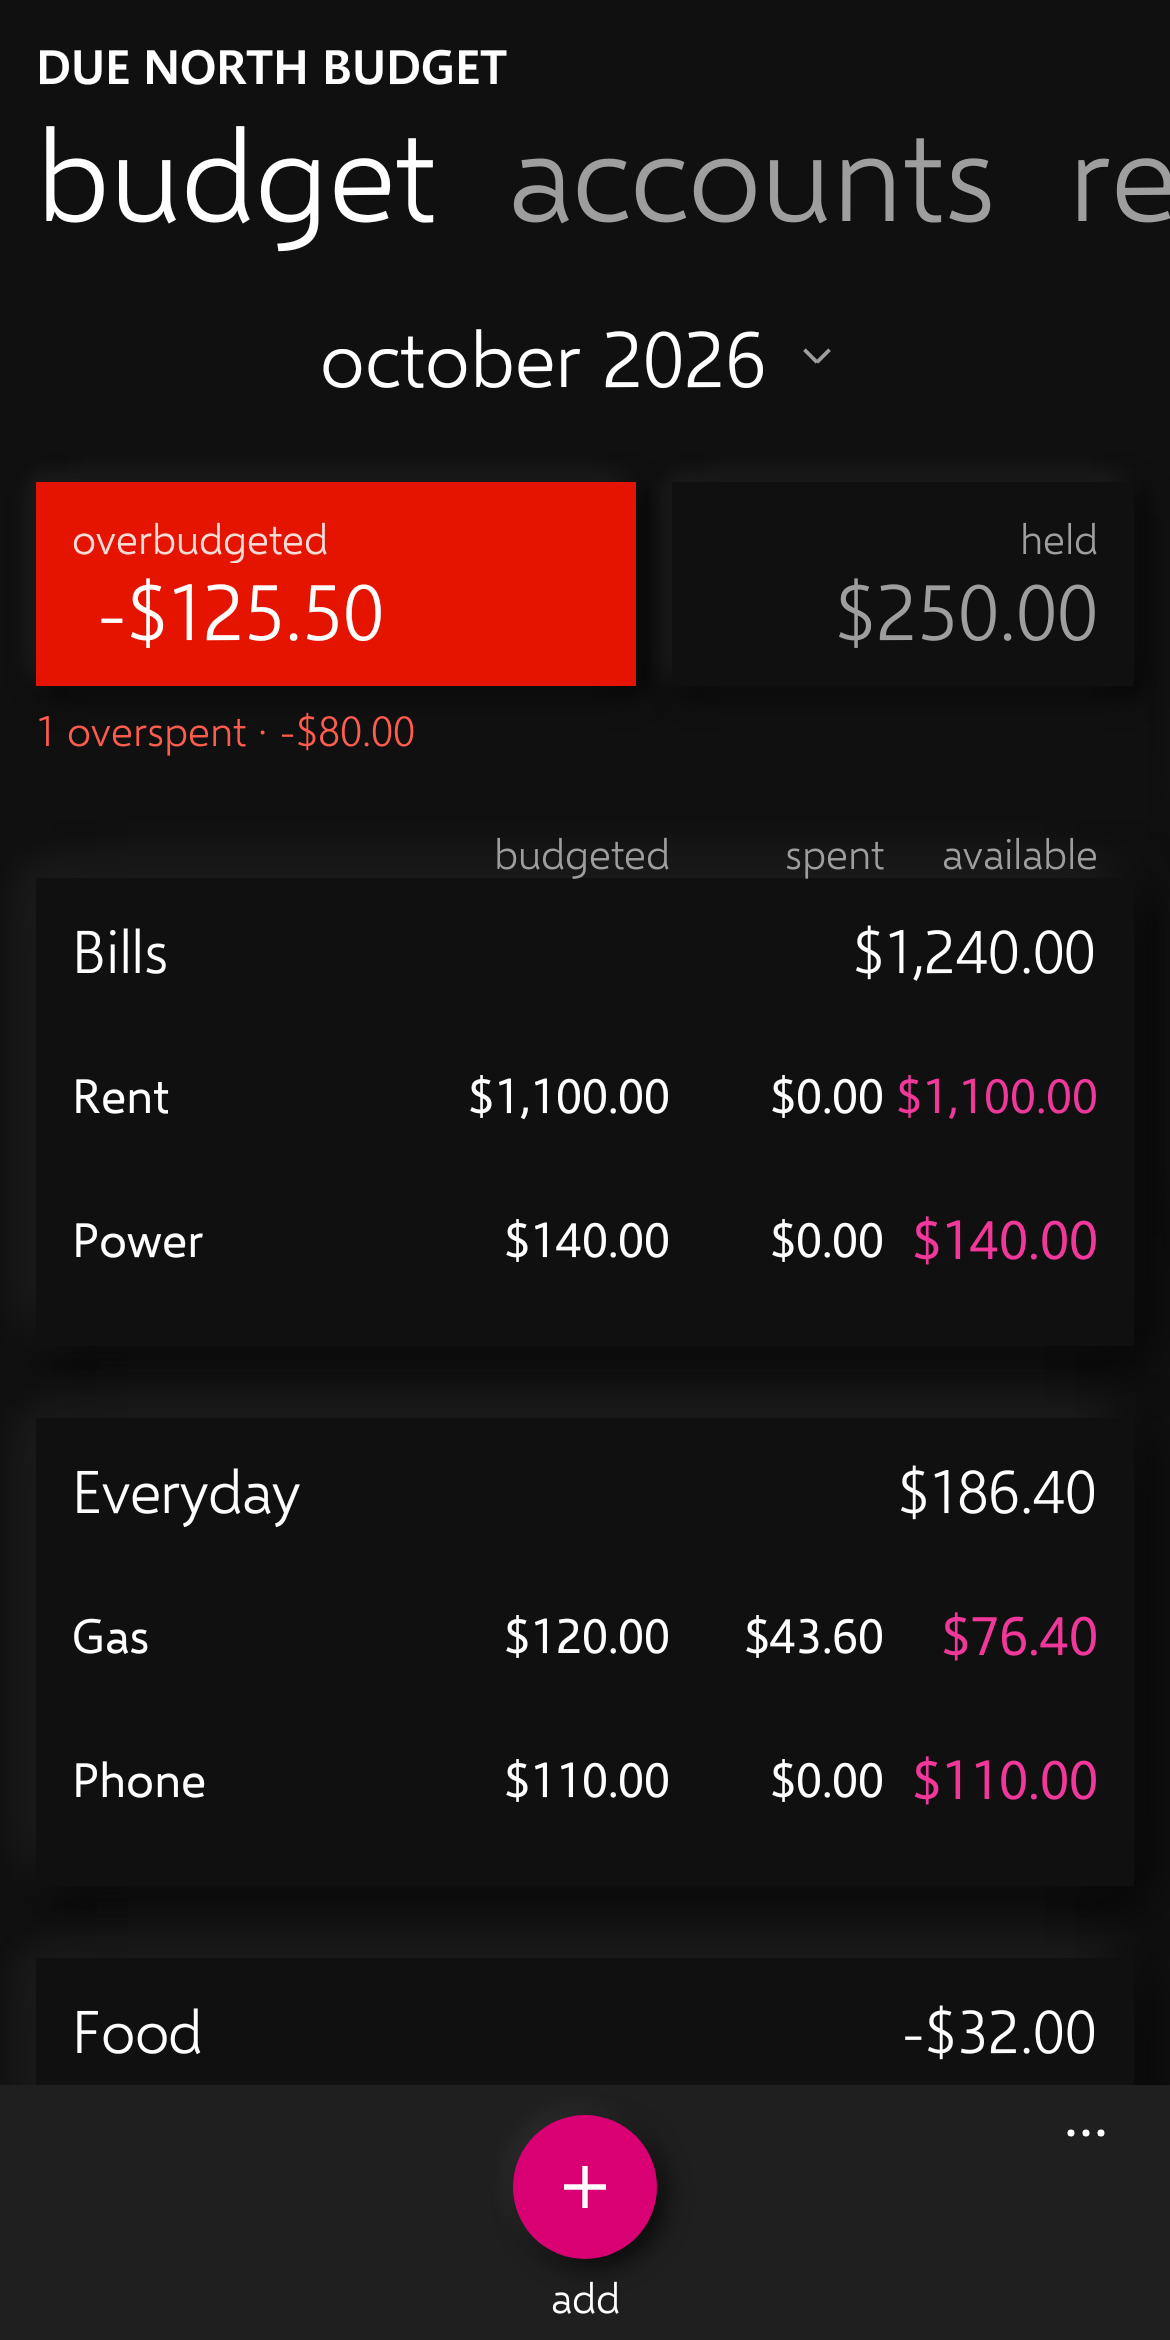 DUE NORTH BUDGET
budget accounts re
october 2026
overbudgeted held
-$125.50 $250.00
1 overspent · -$80.00
budgeted spent available
Bills $1,240.00
Rent $1,100.00 $0.00 $1,100.00
Power $140.00 $0.00 $140.00
Everyday $186.40
Gas $120.00 $43.60 $76.40
Phone $110.00 $0.00 $110.00
Food -$32.00
...
+
add